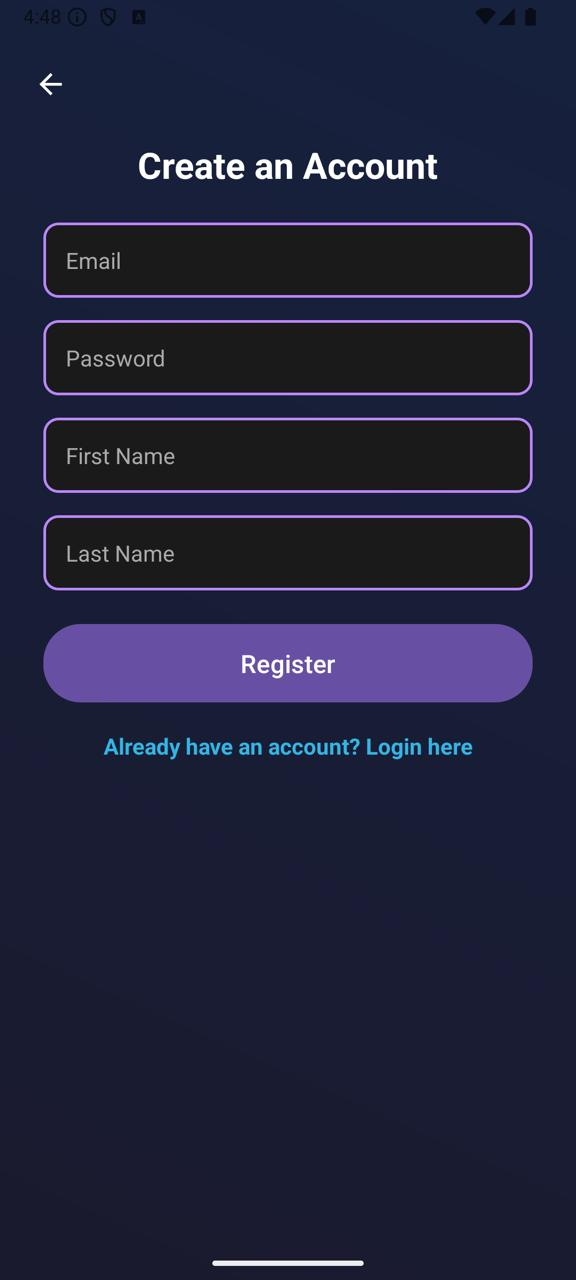 4:48
Create an Account
Email
Password
First Name
Last Name
Register
Already have an account? Login here